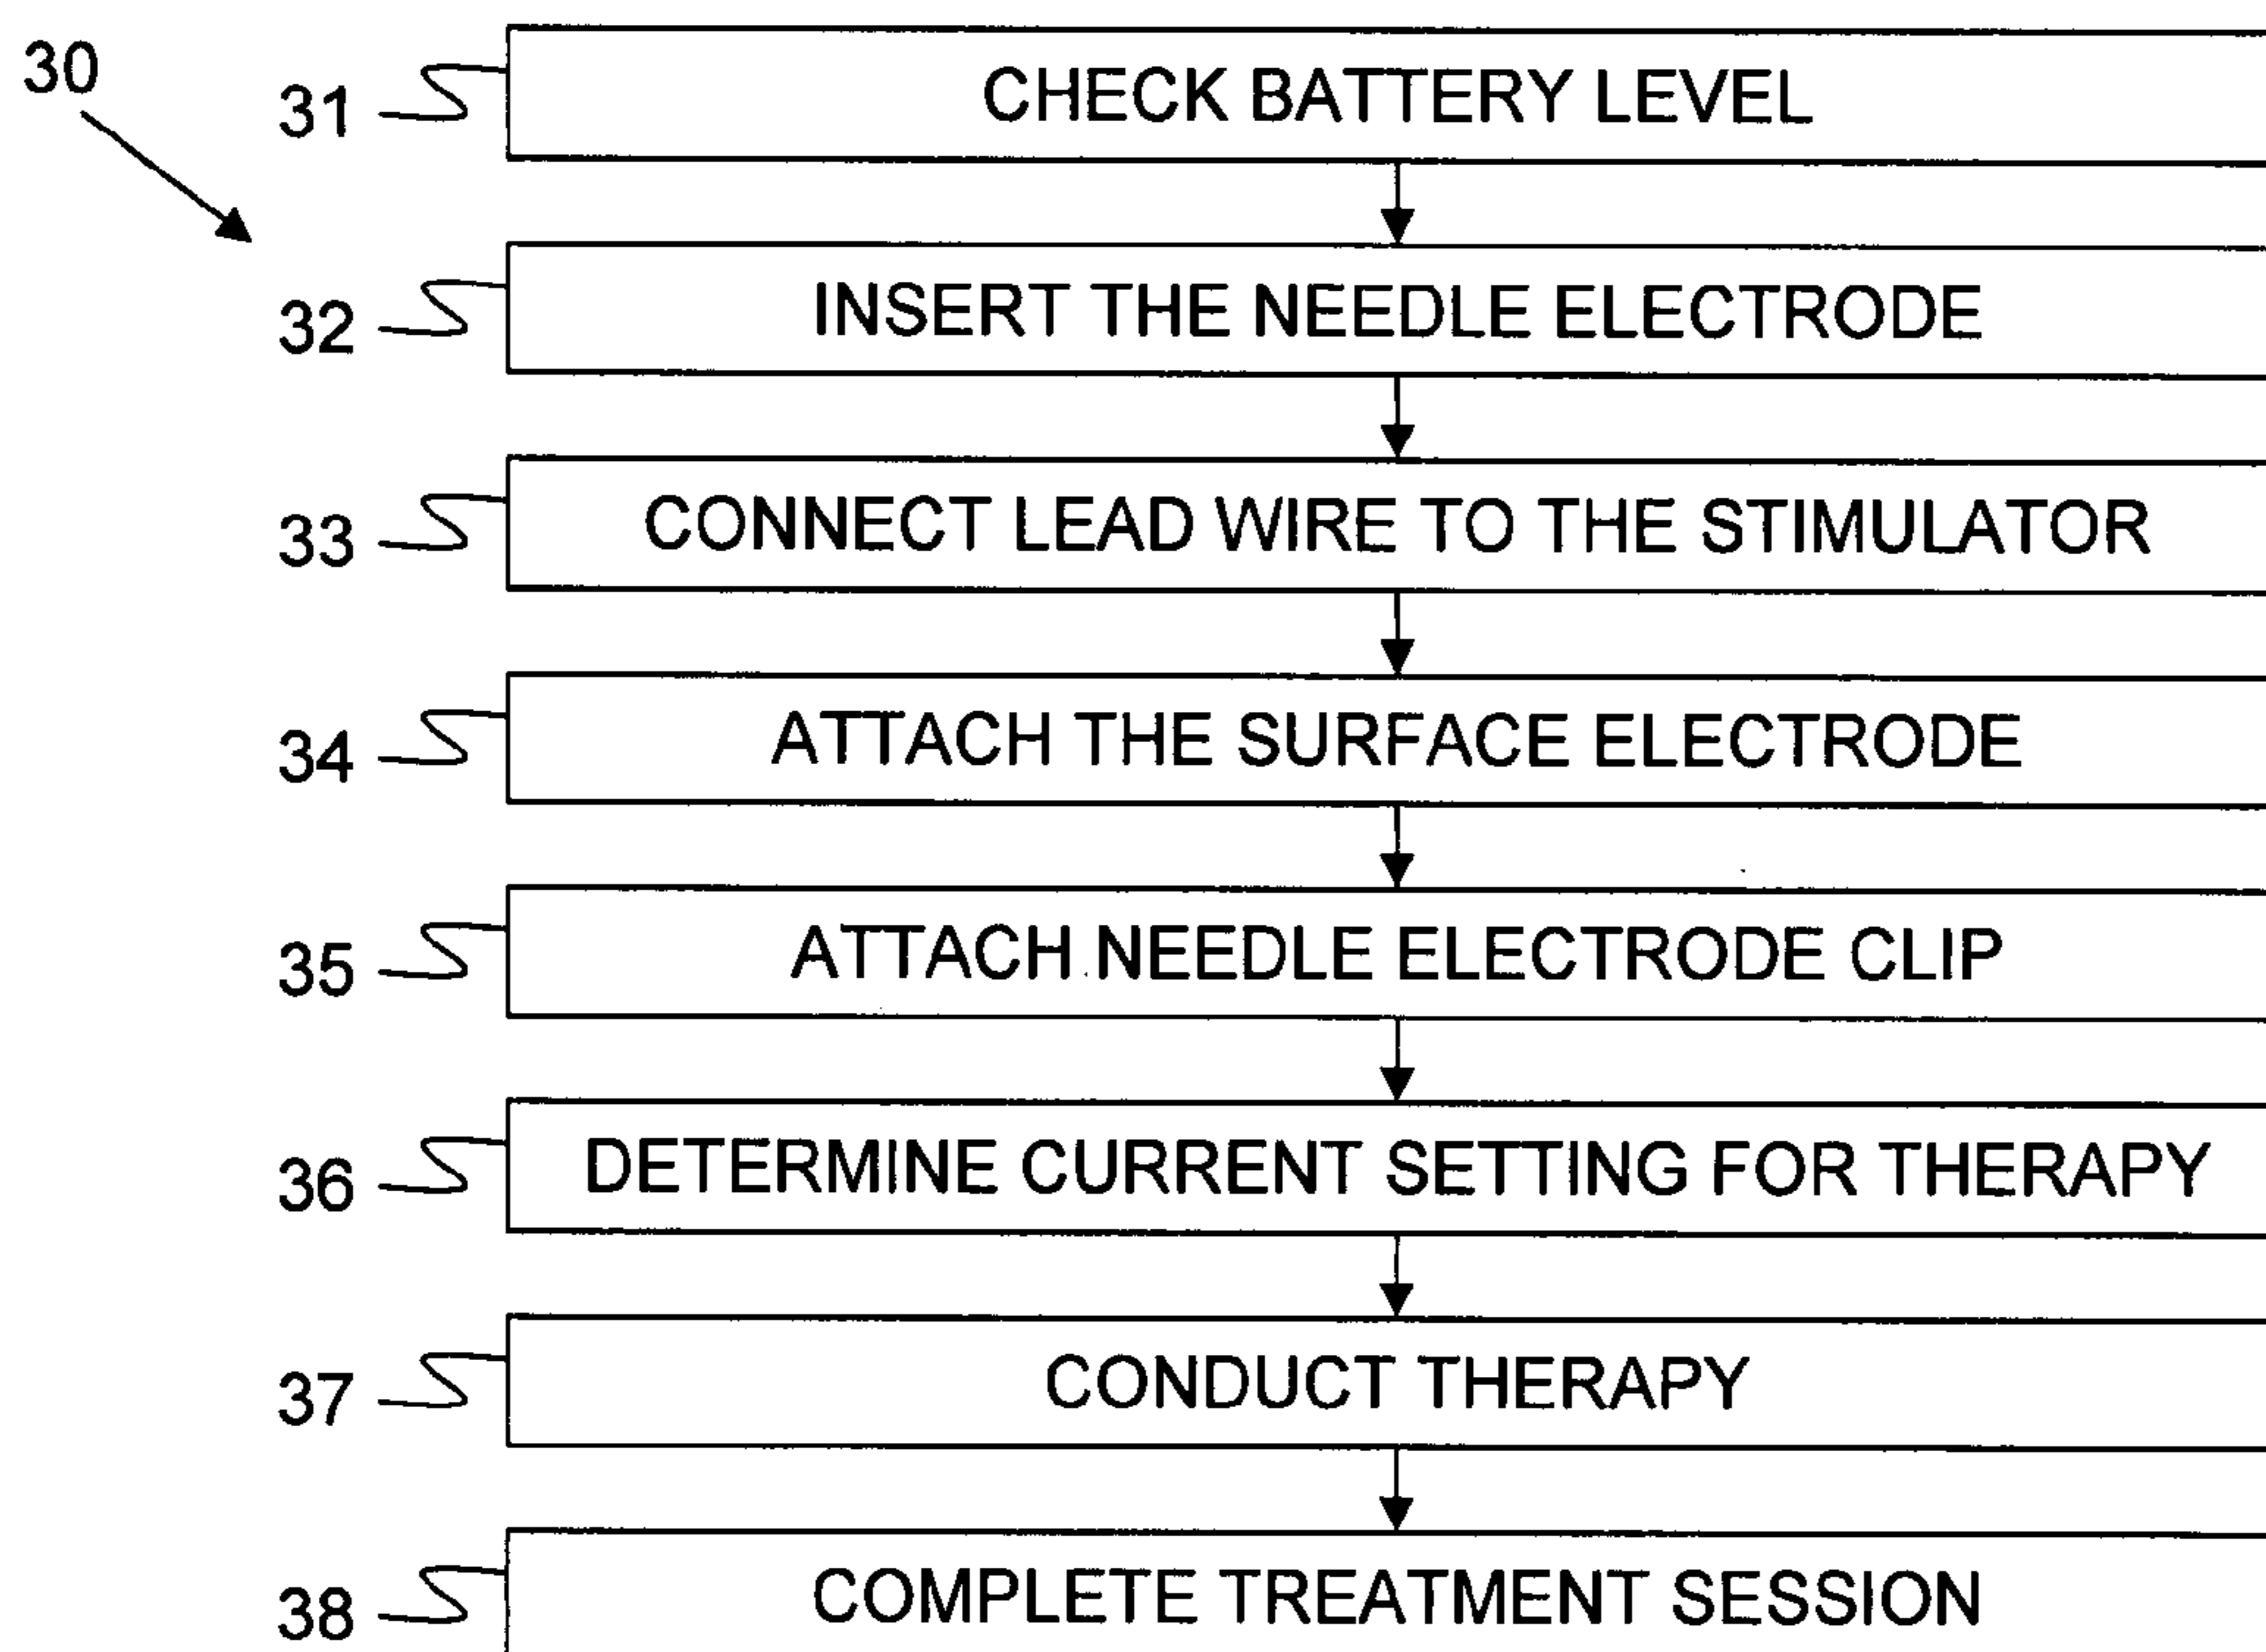 30
31 CHECK BATTERY LEVEL
32 INSERT THE NEEDLE ELECTRODE
33 CONNECT LEAD WIRE TO THE STIMULATOR
34 ATTACH THE SURFACE ELECTRODE
35 ATTACH NEEDLE ELECTRODE CLIP
36 DETERMINE CURRENT SETTING FOR THERAPY
37 CONDUCT THERAPY
38 COMPLETE TREATMENT SESSION